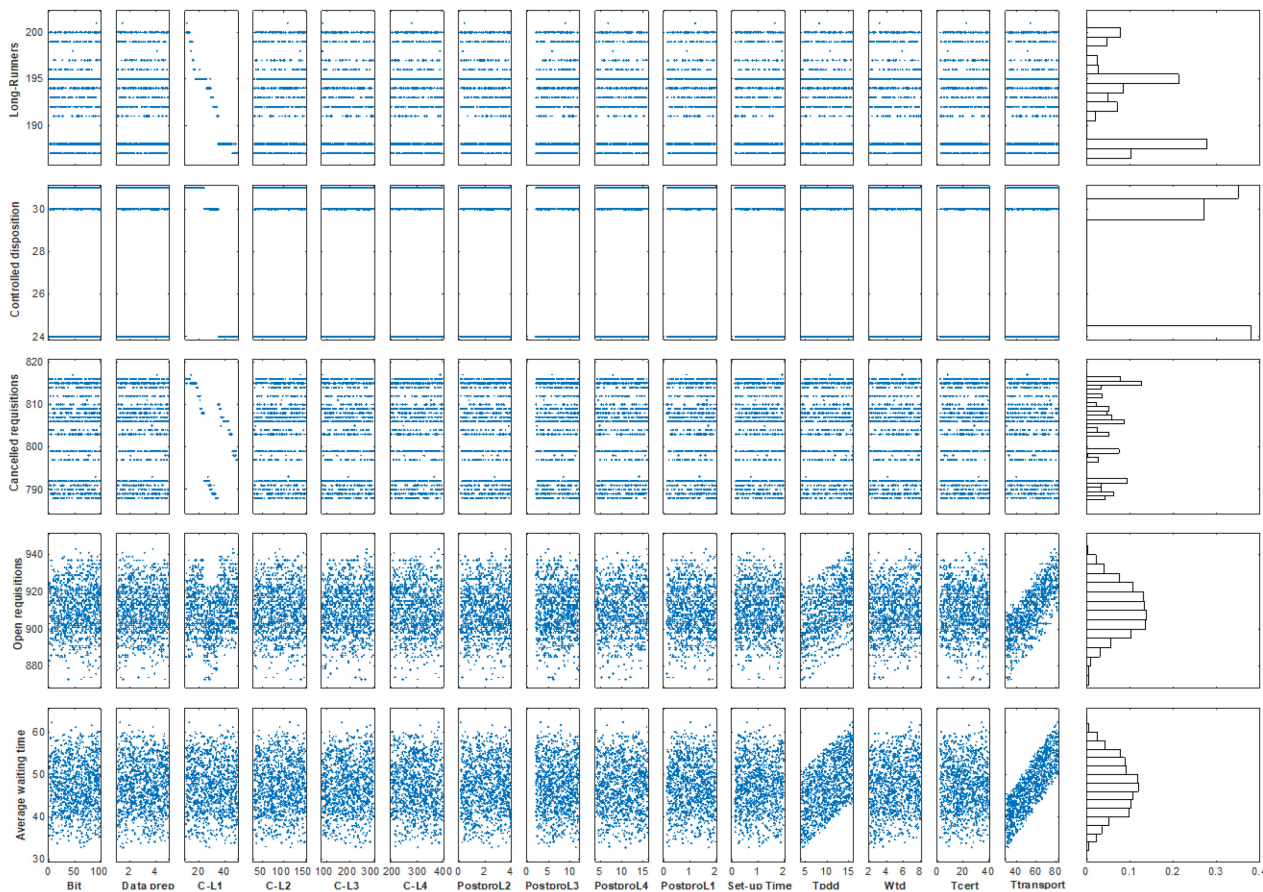 Long-Runners
200
195
190
Controlled disposition
30
28
26
24
Cancelled requisitions
820
810
800
790
Open requisitions
940
920
900
880
Average waiting time
60
50
40
30
0 50 100
2 4
20 40
50 100 150
100 200 300
200 300 400
0 2 4
0 5 10
5 10 15
0 1 2
0 1 2
5 10 15
2 4 6 8
0 20 40
40 60 80
0 0.1 0.2 0.3 0.4
Bit Data prep C-L1 C-L2 C-L3 C-L4 PostproL2 PostproL3 PostproL4 PostproL1 Set-up Time Tpdd Wtd Tcert Ttransport